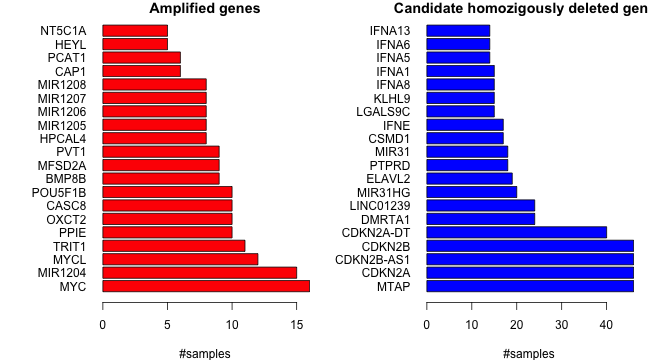 Amplified genes
NT5C1A
HEYL
PCAT1
CAP1
MIR1208
MIR1207
MIR1206
MIR1205
HPCAL4
PVT1
MFSD2A
BMP8B
POU5F1B
CASC8
OXCT2
PPIE
TRIT1
MYCL
MIR1204
MYC
0 5 10 15
#samples
Candidate homozigously deleted gen
IFNA13
IFNA6
IFNA5
IFNA1
IFNA8
KLHL9
LGALS9C
IFNE
CSMD1
MIR31
PTPRD
ELAVL2
MIR31HG
LINC01239
DMRTA1
CDKN2A-DT
CDKN2B
CDKN2B-AS1
CDKN2A
MTAP
0 10 20 30 40
#samples